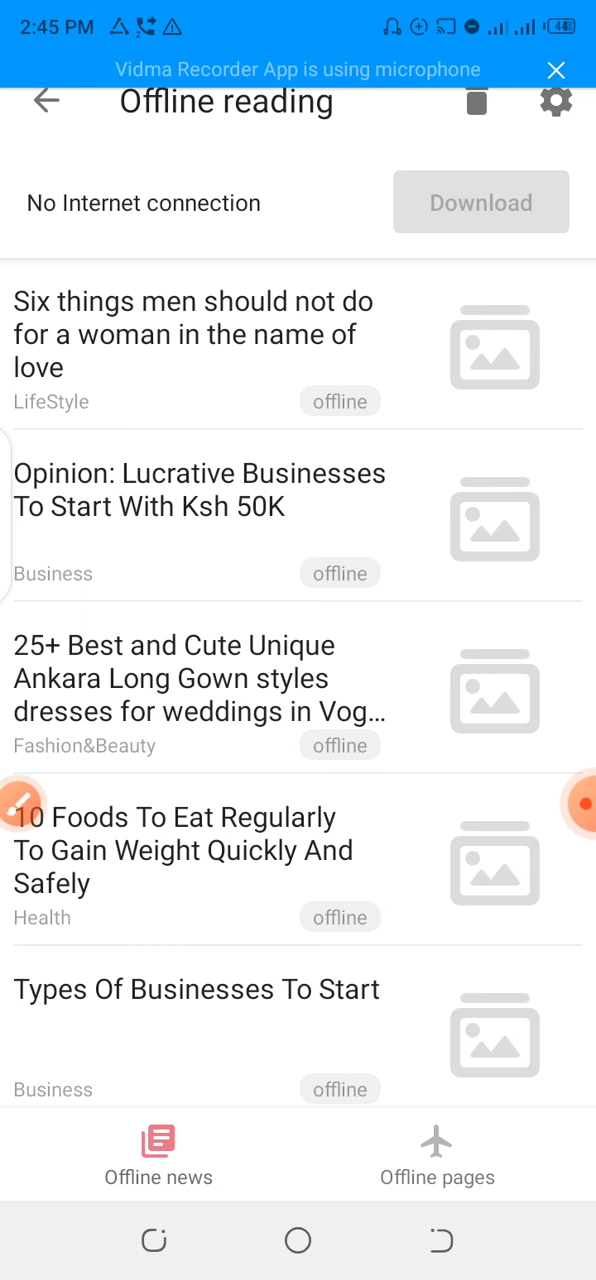 2:45 PM
2
44
Vidma Recorder App is using microphone
Offline reading
No Internet connection
Download
Six things men should not do
for a woman in the name of
love
LifeStyle
offline
Opinion: Lucrative Businesses
To Start With Ksh 50K
Business
offline
25+ Best and Cute Unique
Ankara Long Gown styles
dresses for weddings in Vog...
Fashion&Beauty
offline
10 Foods To Eat Regularly
To Gain Weight Quickly And
Safely
Health
offline
Types Of Businesses To Start
Business
offline
Offline news
Offline pages